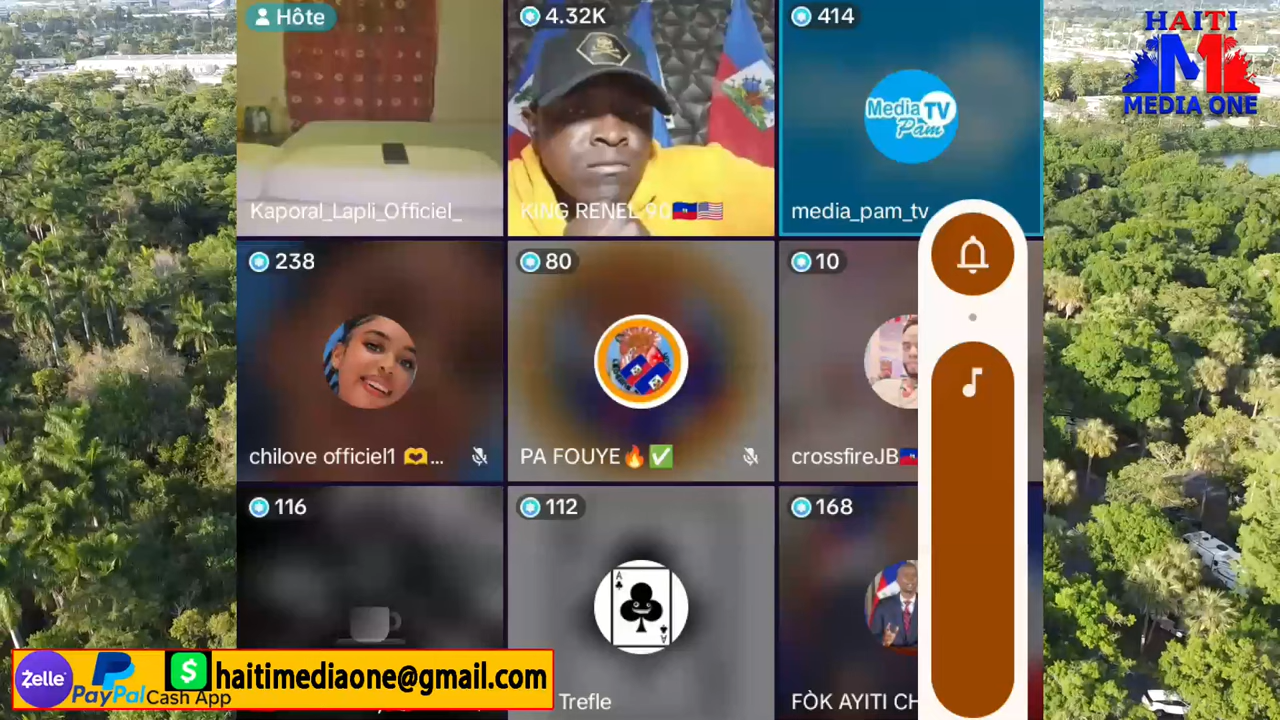 Hôte
4.32K
414
HAITI
M
MEDIA ONE
Media TV
Pam
Kaporal_Lapli_Officiel_
KING RENEL 90
media_pam_tv
238
80
10
chilove officiel1 🫶...
PA FOUYE🔥✅
crossfireJB
116
112
168
A
A
Zelle
PayPal
$
Cash App
haitimediaone@gmail.com
Trefle
FÒK AYITI CH